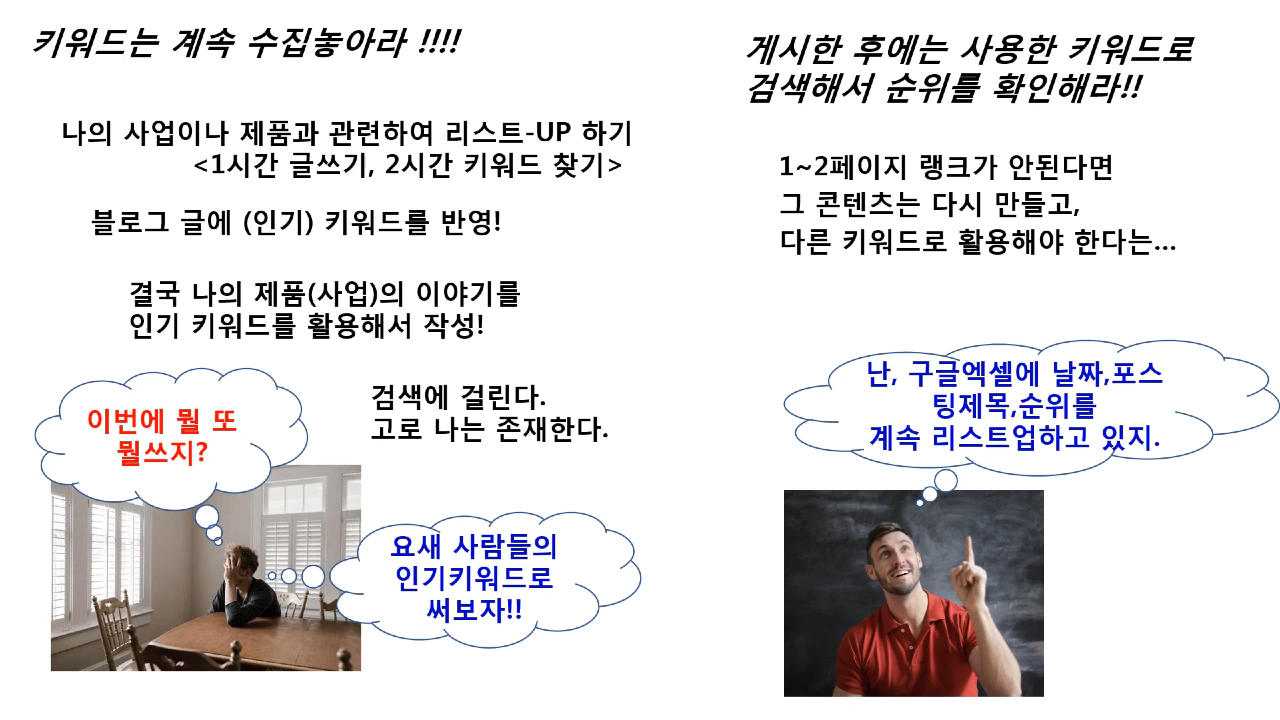 키워드는 계속 수집놓아라 !!!!
나의 사업이나 제품과 관련하여 리스트-UP 하기
<1시간 글쓰기, 2시간 키워드 찾기>
블로그 글에 (인기) 키워드를 반영!
결국 나의 제품(사업)의 이야기를
인기 키워드를 활용해서 작성!
검색에 걸린다.
고로 나는 존재한다.
이번에 뭘 또
뭘쓰지?
요새 사람들의
인기키워드로
써보자!!
게시한 후에는 사용한 키워드로
검색해서 순위를 확인해라!!
1~2페이지 랭크가 안된다면
그 콘텐츠는 다시 만들고,
다른 키워드로 활용해야 한다는...
난, 구글엑셀에 날짜,포스
팅제목,순위를
계속 리스트업하고 있지.